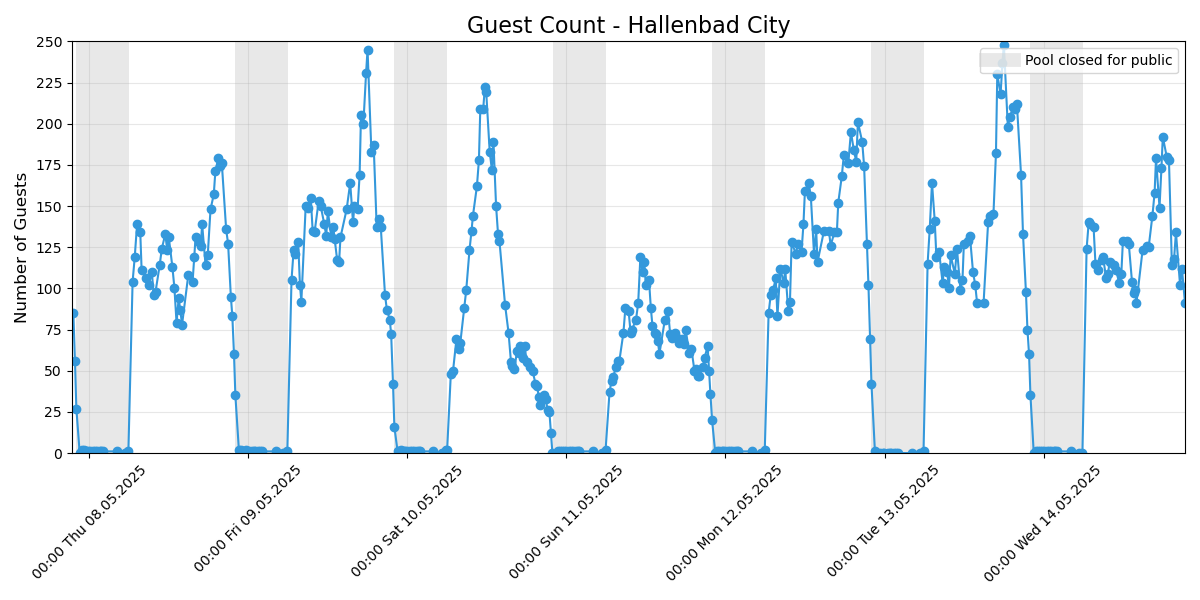 Guest Count - Hallenbad City
Number of Guests
250
225
200
175
150
125
100
75
50
25
0
Pool closed for public
00:00 Thu 08.05.2025
00:00 Fri 09.05.2025
00:00 Sat 10.05.2025
00:00 Sun 11.05.2025
00:00 Mon 12.05.2025
00:00 Tue 13.05.2025
00:00 Wed 14.05.2025